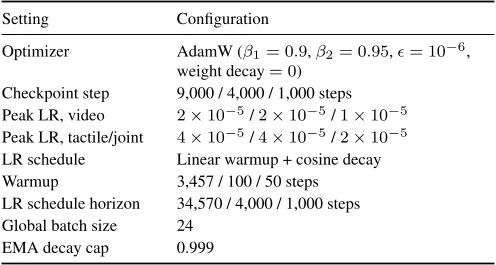 Setting Configuration
Optimizer AdamW (β₁ = 0.9, β₂ = 0.95, ϵ = 10⁻⁶,
weight decay = 0)
Checkpoint step 9,000 / 4,000 / 1,000 steps
Peak LR, video 2 × 10⁻⁵ / 2 × 10⁻⁵ / 1 × 10⁻⁵
Peak LR, tactile/joint 4 × 10⁻⁵ / 4 × 10⁻⁵ / 2 × 10⁻⁵
LR schedule Linear warmup + cosine decay
Warmup 3,457 / 100 / 50 steps
LR schedule horizon 34,570 / 4,000 / 1,000 steps
Global batch size 24
EMA decay cap 0.999